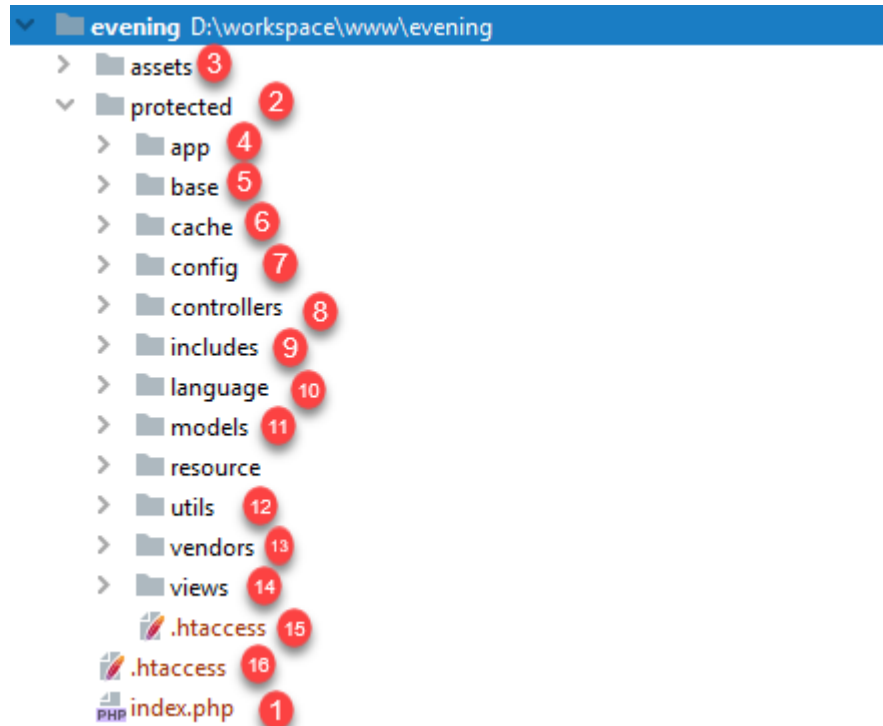 evening D:\workspace\www\evening
assets 3
protected 2
app 4
base 5
cache 6
config 7
controllers 8
includes 9
language 10
models 11
resource
utils 12
vendors 13
views 14
.htaccess 15
.htaccess 16
PHP index.php 1